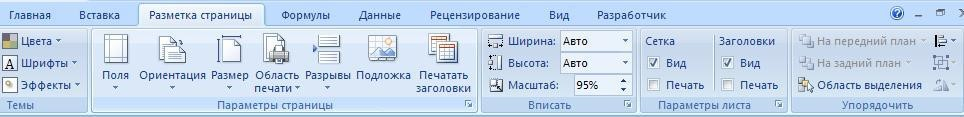 Главная Вставка Разметка страницы Формулы Данные Рецензирование Вид Разработчик
Цвета
Шрифты
Эффекты
Темы
Поля
Ориентация
Размер
Область
печати
Разрывы
Подложка
Печатать
заголовки
Параметры страницы
Ширина: Авто
Высота: Авто
Масштаб: 95%
Вписать
Сетка Заголовки
Вид Вид
Печать Печать
Параметры листа
На передний план
На задний план
Область выделения
Упорядочить